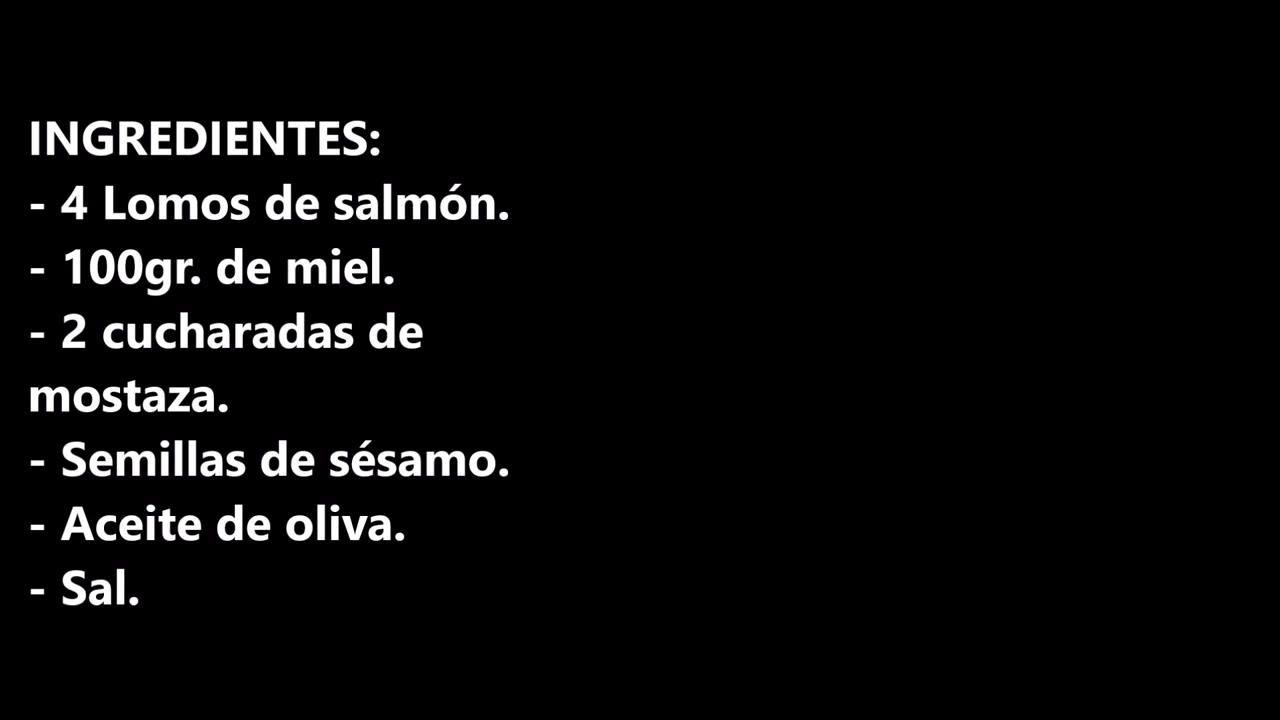 INGREDIENTES:
- 4 Lomos de salmón.
- 100gr. de miel.
- 2 cucharadas de
mostaza.
- Semillas de sésamo.
- Aceite de oliva.
- Sal.